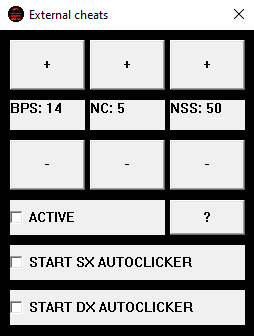 External cheats
+ + +
BPS: 14 NC: 5 NSS: 50
- - -
ACTIVE ?
START SX AUTOCLICKER
START DX AUTOCLICKER